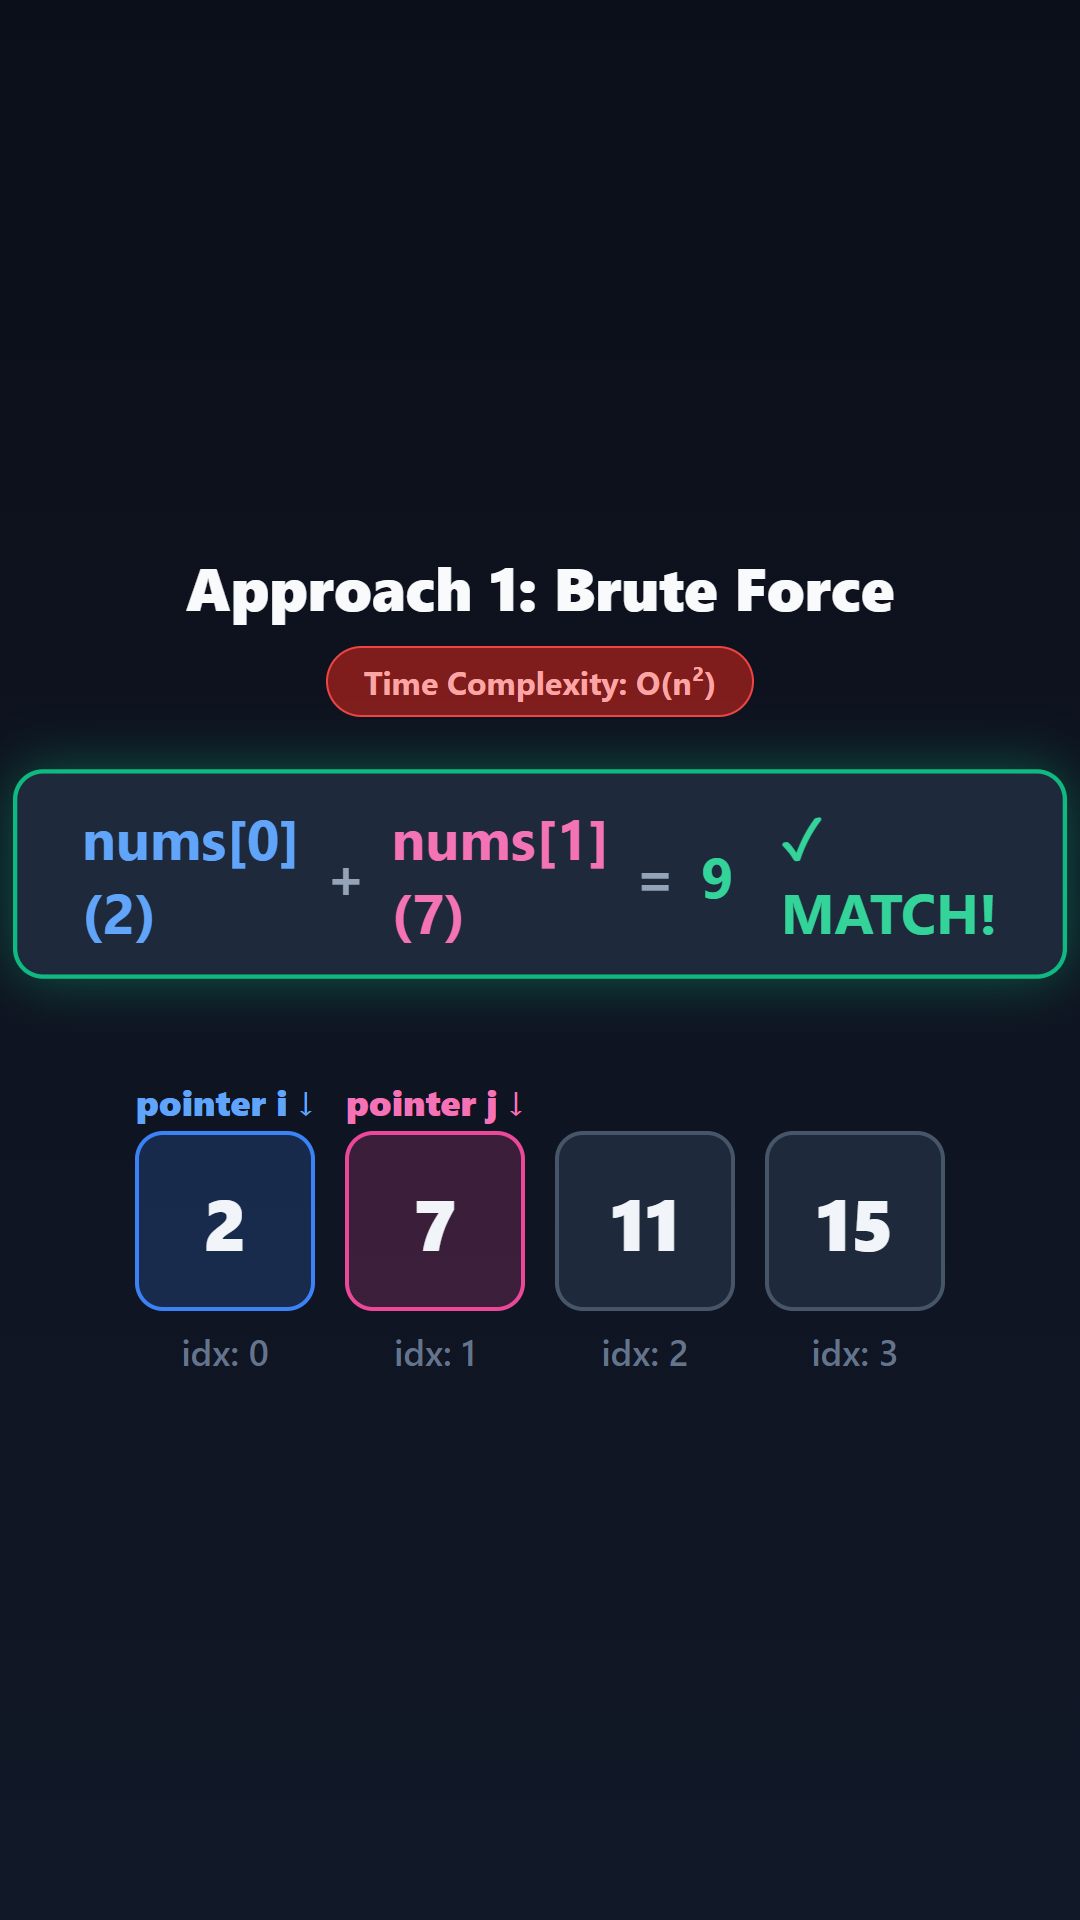 Approach 1: Brute Force
Time Complexity: O(n²)
nums[0] + nums[1] = 9 ✓
(2) (7) MATCH!
pointer i ↓ pointer j ↓
2 7 11 15
idx: 0 idx: 1 idx: 2 idx: 3